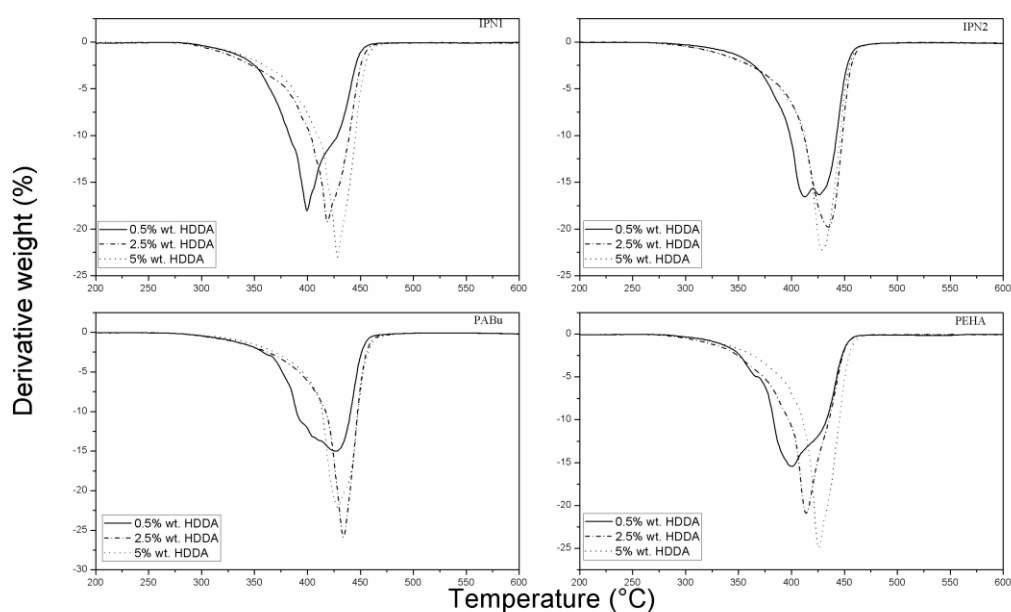 IPN1
0
-5
-10
-15
-20
-25
0.5% wt. HDDA
2.5% wt. HDDA
5% wt. HDDA
200 250 300 350 400 450 500 550 600
IPN2
0
-5
-10
-15
-20
-25
0.5% wt. HDDA
2.5% wt. HDDA
5% wt. HDDA
200 250 300 350 400 450 500 550 600
Derivative weight (%)
PABu
0
-5
-10
-15
-20
-25
-30
0.5% wt. HDDA
2.5% wt. HDDA
5% wt. HDDA
200 250 300 350 400 450 500 550 600
PEHA
0
-5
-10
-15
-20
-25
0.5% wt. HDDA
2.5% wt. HDDA
5% wt. HDDA
200 250 300 350 400 450 500 550 600
Temperature (°C)